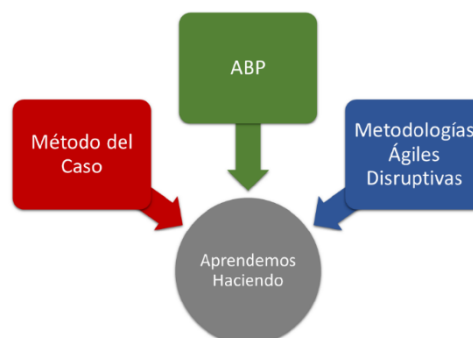 ABP
Método del
Caso
Metodologías
Ágiles
Disruptivas
Aprendemos
Haciendo